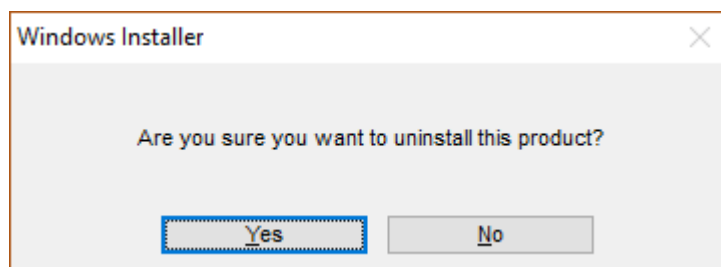 Windows Installer
Are you sure you want to uninstall this product?
Yes
No